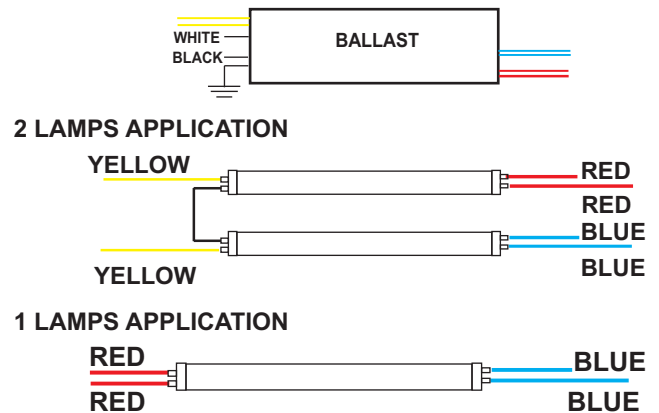 WHITE
BALLAST
BLACK
2 LAMPS APPLICATION
YELLOW
RED
RED
BLUE
YELLOW
BLUE
1 LAMPS APPLICATION
RED
BLUE
RED
BLUE